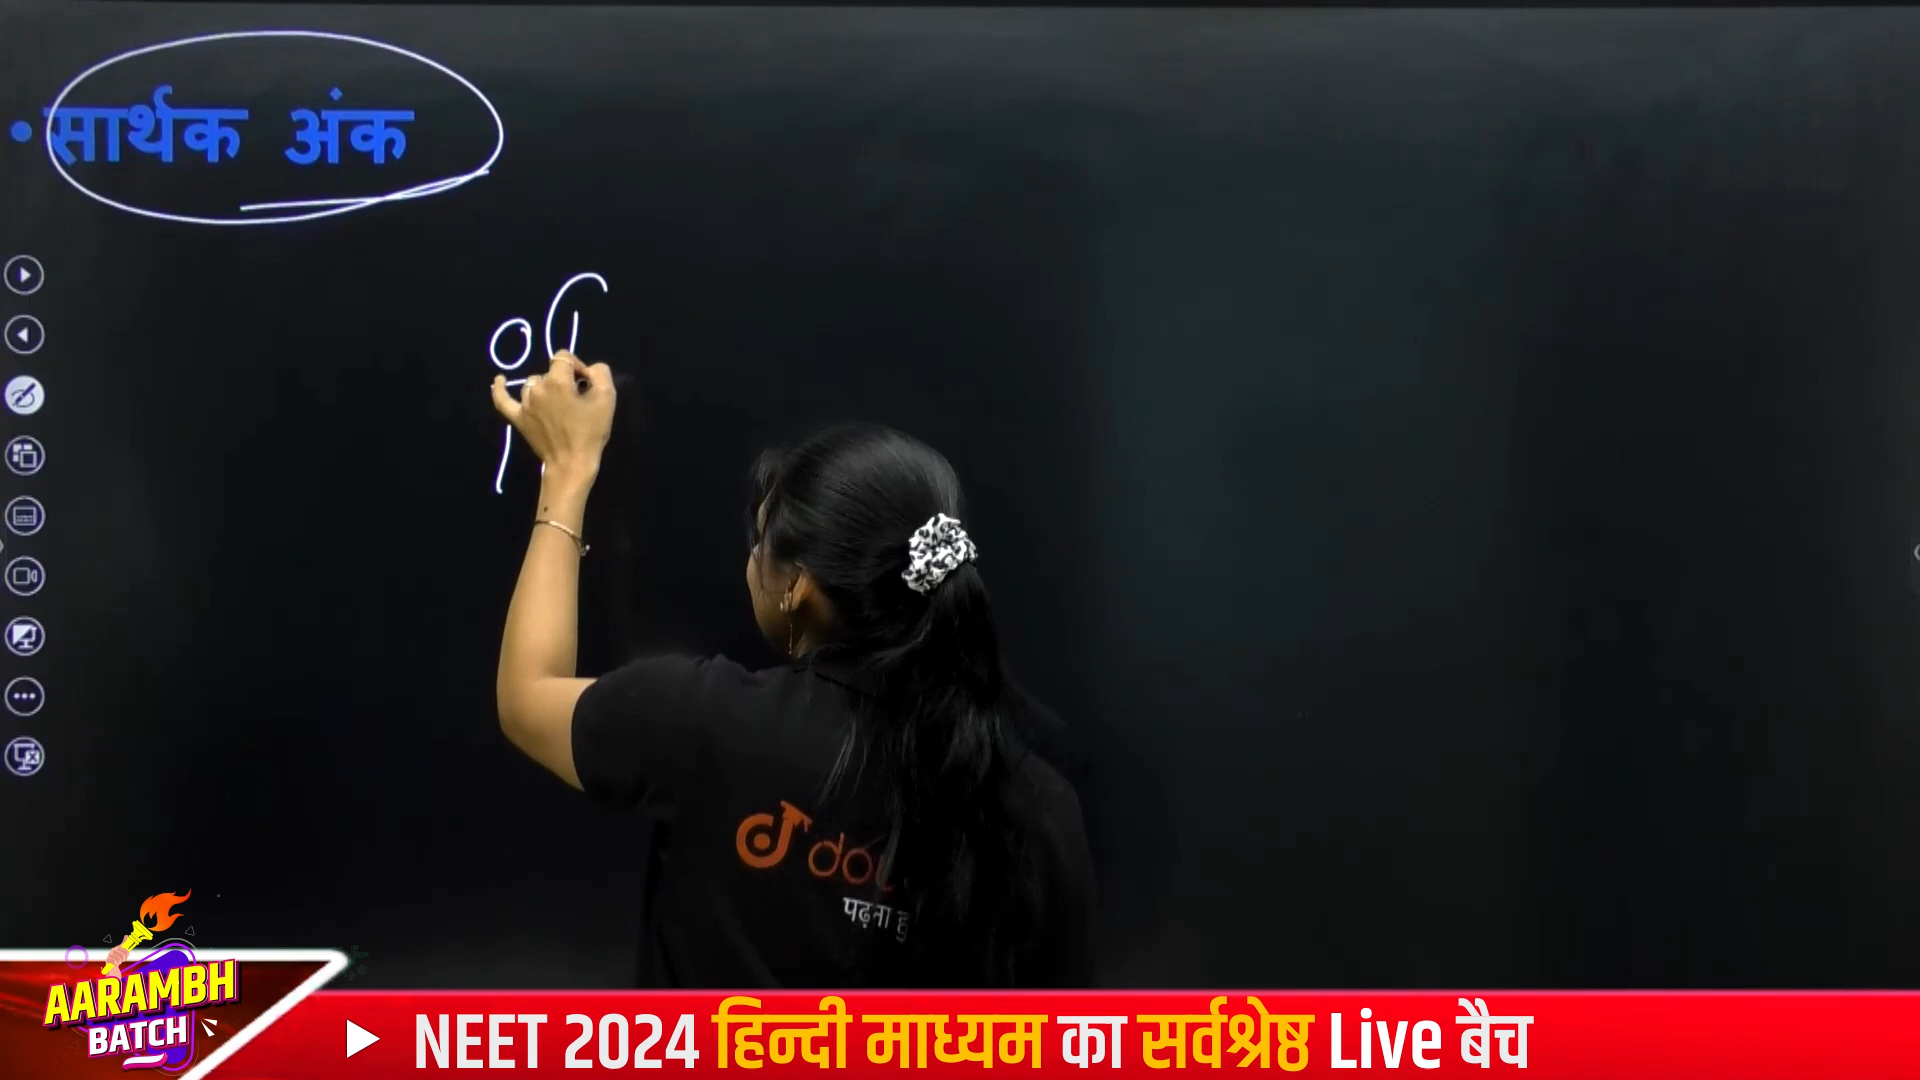 • सार्थक अंक
पढ़ना
AARAMBH
BATCH
NEET 2024 हिन्दी माध्यम का सर्वश्रेष्ठ Live बैच